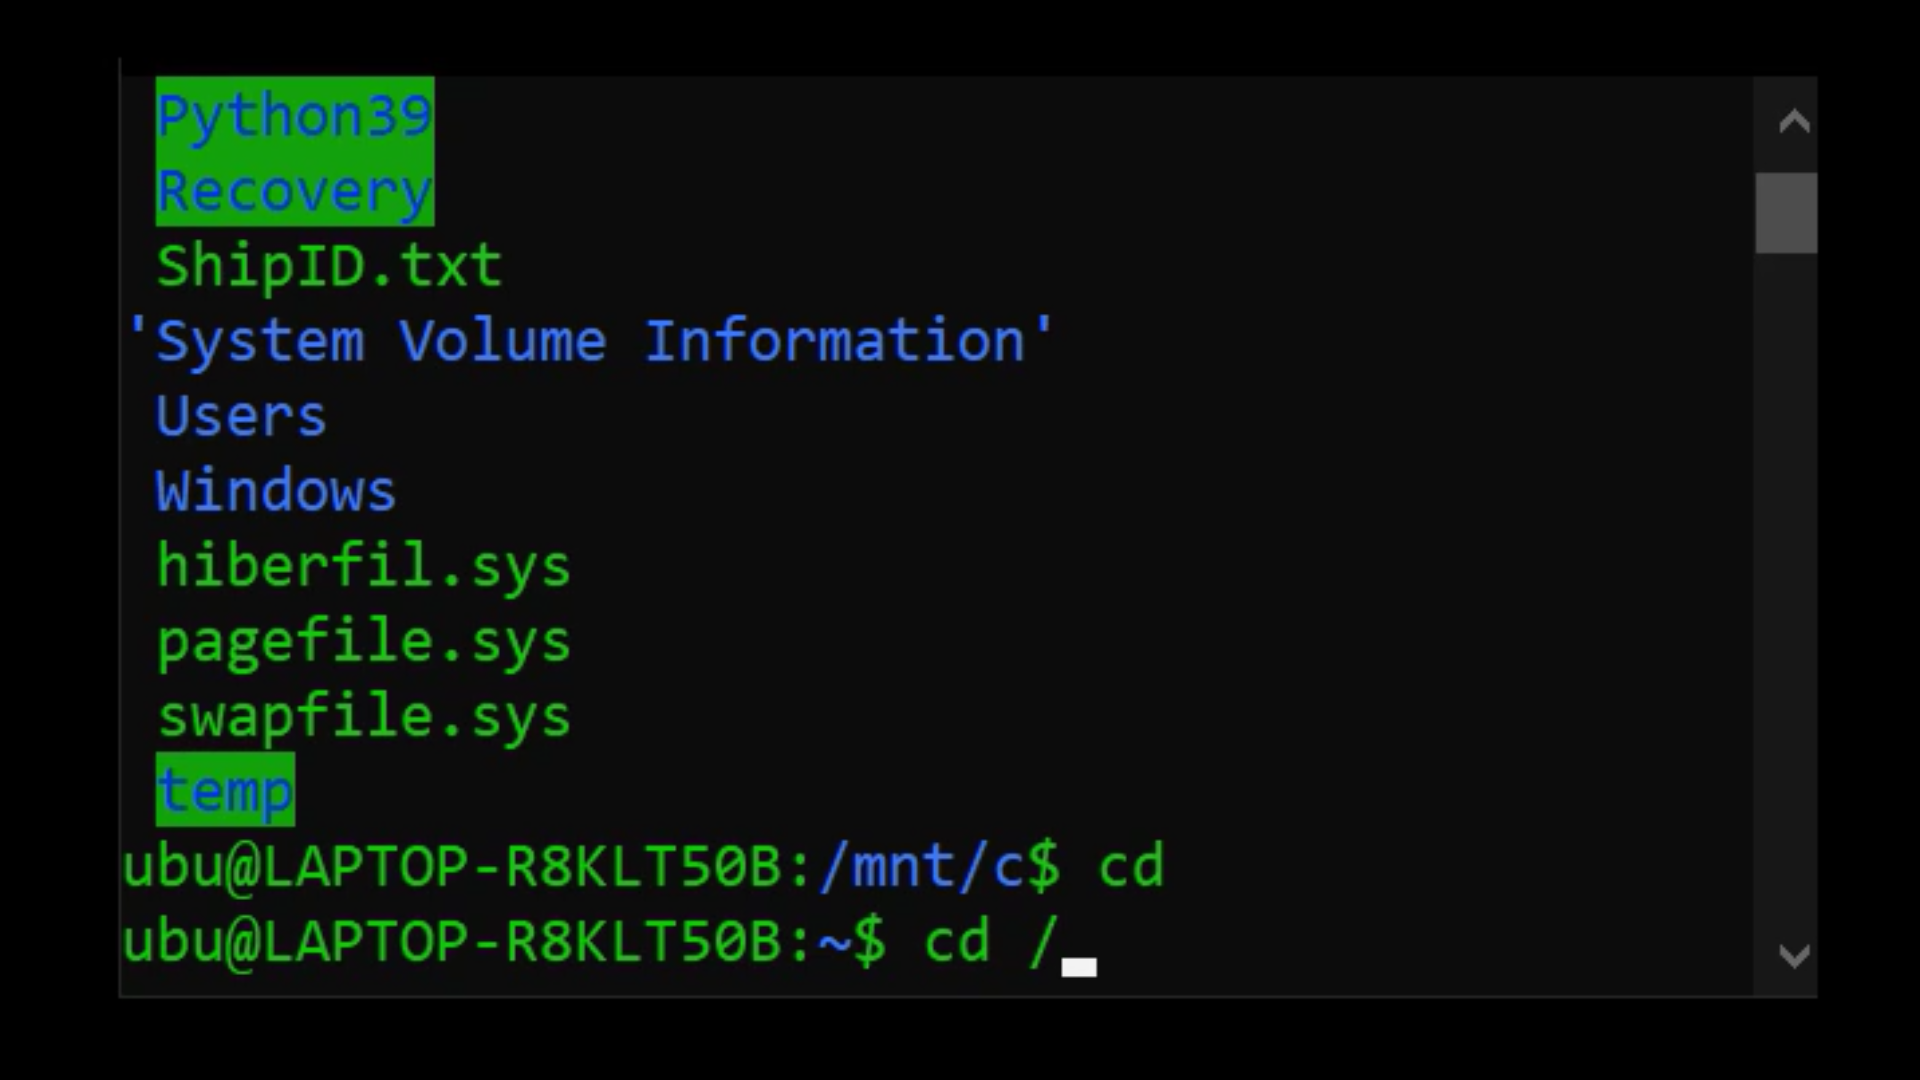 Python39
Recovery
ShipID.txt
'System Volume Information'
Users
Windows
hiberfil.sys
pagefile.sys
swapfile.sys
temp
ubu@LAPTOP-R8KLT50B:/mnt/c$ cd
ubu@LAPTOP-R8KLT50B:~$ cd /